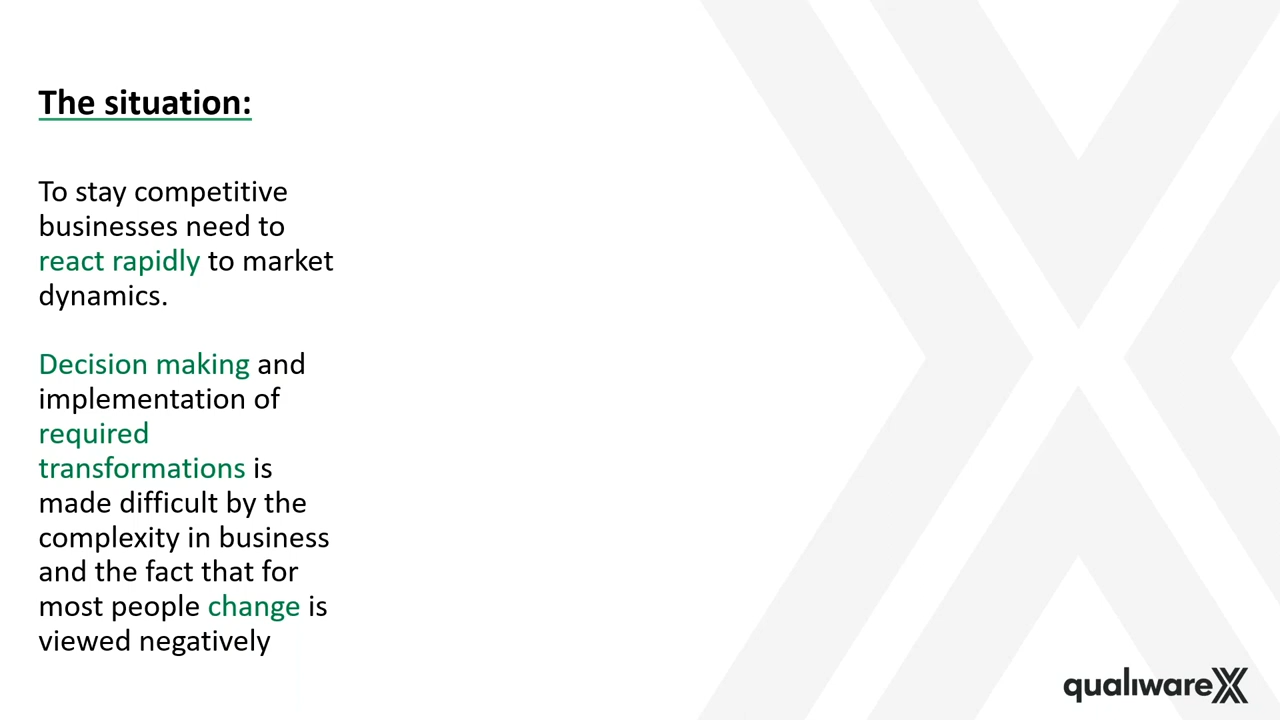 The situation:
To stay competitive
businesses need to
react rapidly to market
dynamics.
Decision making and
implementation of
required
transformations is
made difficult by the
complexity in business
and the fact that for
most people change is
viewed negatively
qualiwareX